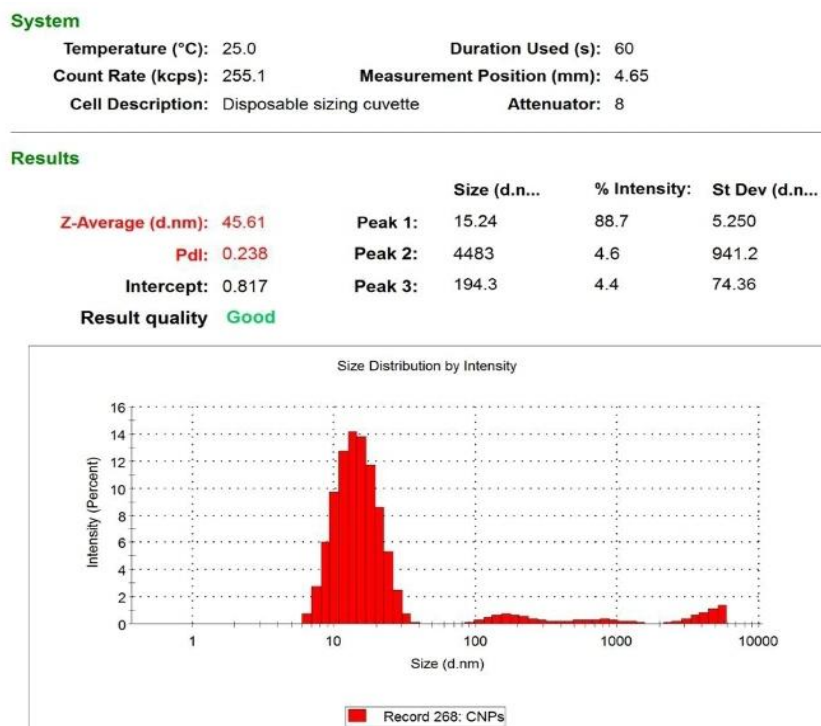 System
Temperature (°C): 25.0 Duration Used (s): 60
Count Rate (kcps): 255.1 Measurement Position (mm): 4.65
Cell Description: Disposable sizing cuvette Attenuator: 8
Results
Size (d.n... % Intensity: St Dev (d.n...
Z-Average (d.nm): 45.61 Peak 1: 15.24 88.7 5.250
PdI: 0.238 Peak 2: 4483 4.6 941.2
Intercept: 0.817 Peak 3: 194.3 4.4 74.36
Result quality Good
Size Distribution by Intensity
16
14
12
10
8
6
4
2
0
Intensity (Percent)
1 10 100 1000 10000
Size (d.nm)
Record 268: CNPs